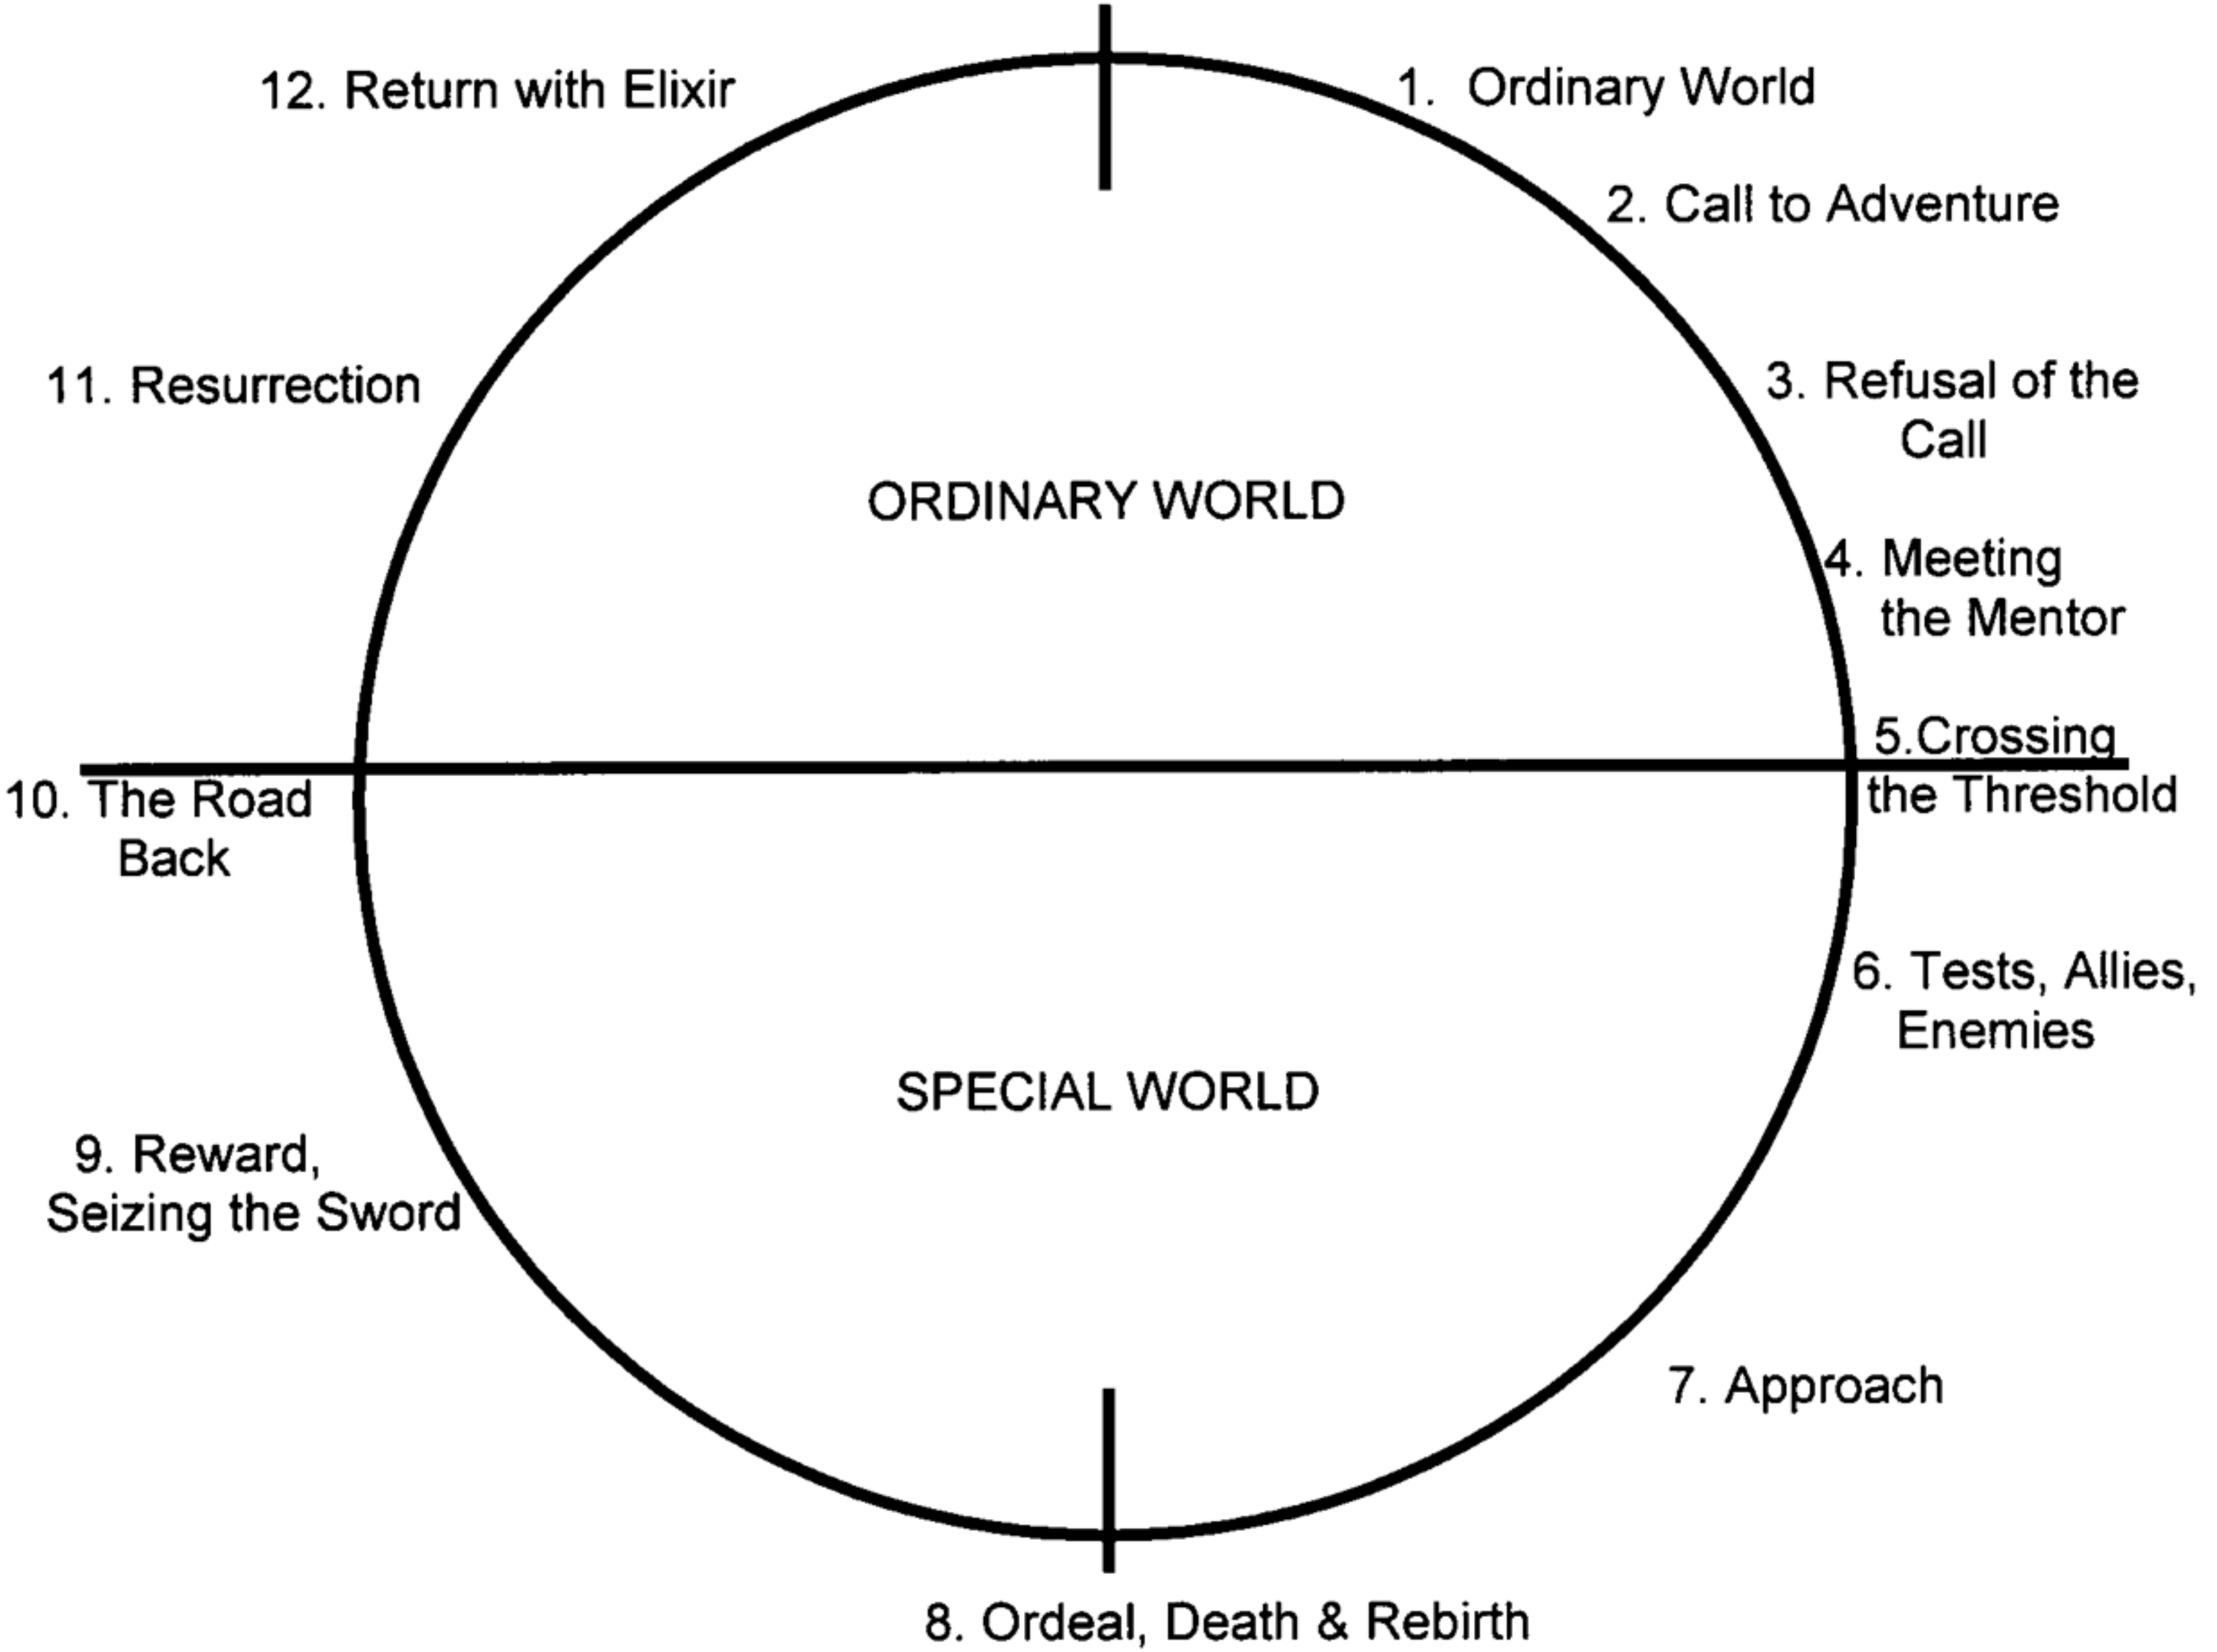 12. Return with Elixir
1. Ordinary World
2. Call to Adventure
3. Refusal of the
Call
11. Resurrection
ORDINARY WORLD
4. Meeting
the Mentor
5.Crossing
the Threshold
10. The Road
Back
6. Tests, Allies,
Enemies
SPECIAL WORLD
9. Reward,
Seizing the Sword
7. Approach
8. Ordeal, Death & Rebirth